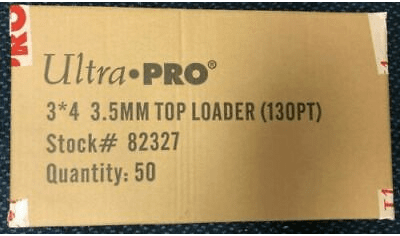 Ultra•PRO®
3*4 3.5MM TOP LOADER (130PT)
Stock# 82327
Quantity: 50